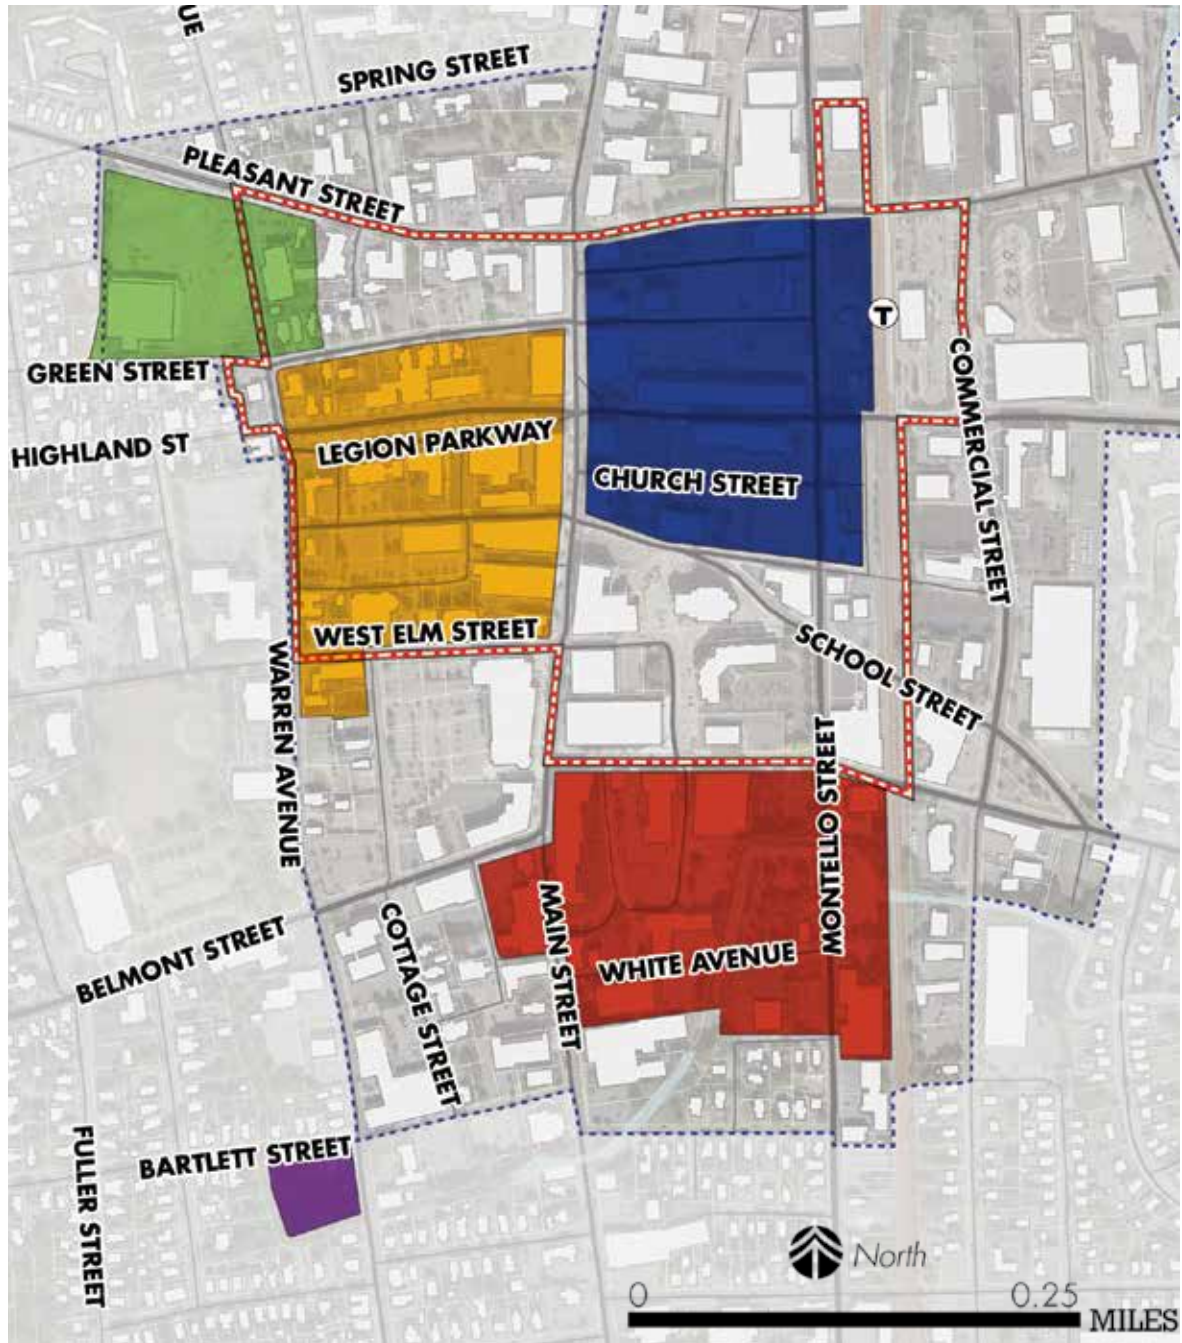 UE
SPRING STREET
PLEASANT STREET
T
GREEN STREET
COMMERCIAL STREET
HIGHLAND ST
LEGION PARKWAY
CHURCH STREET
WEST ELM STREET
SCHOOL STREET
WARREN AVENUE
MONTELLO STREET
MAIN STREET
COTTAGE STREET
BELMONT STREET
WHITE AVENUE
FULLER STREET
BARTLETT STREET
North
0 0.25
MILES